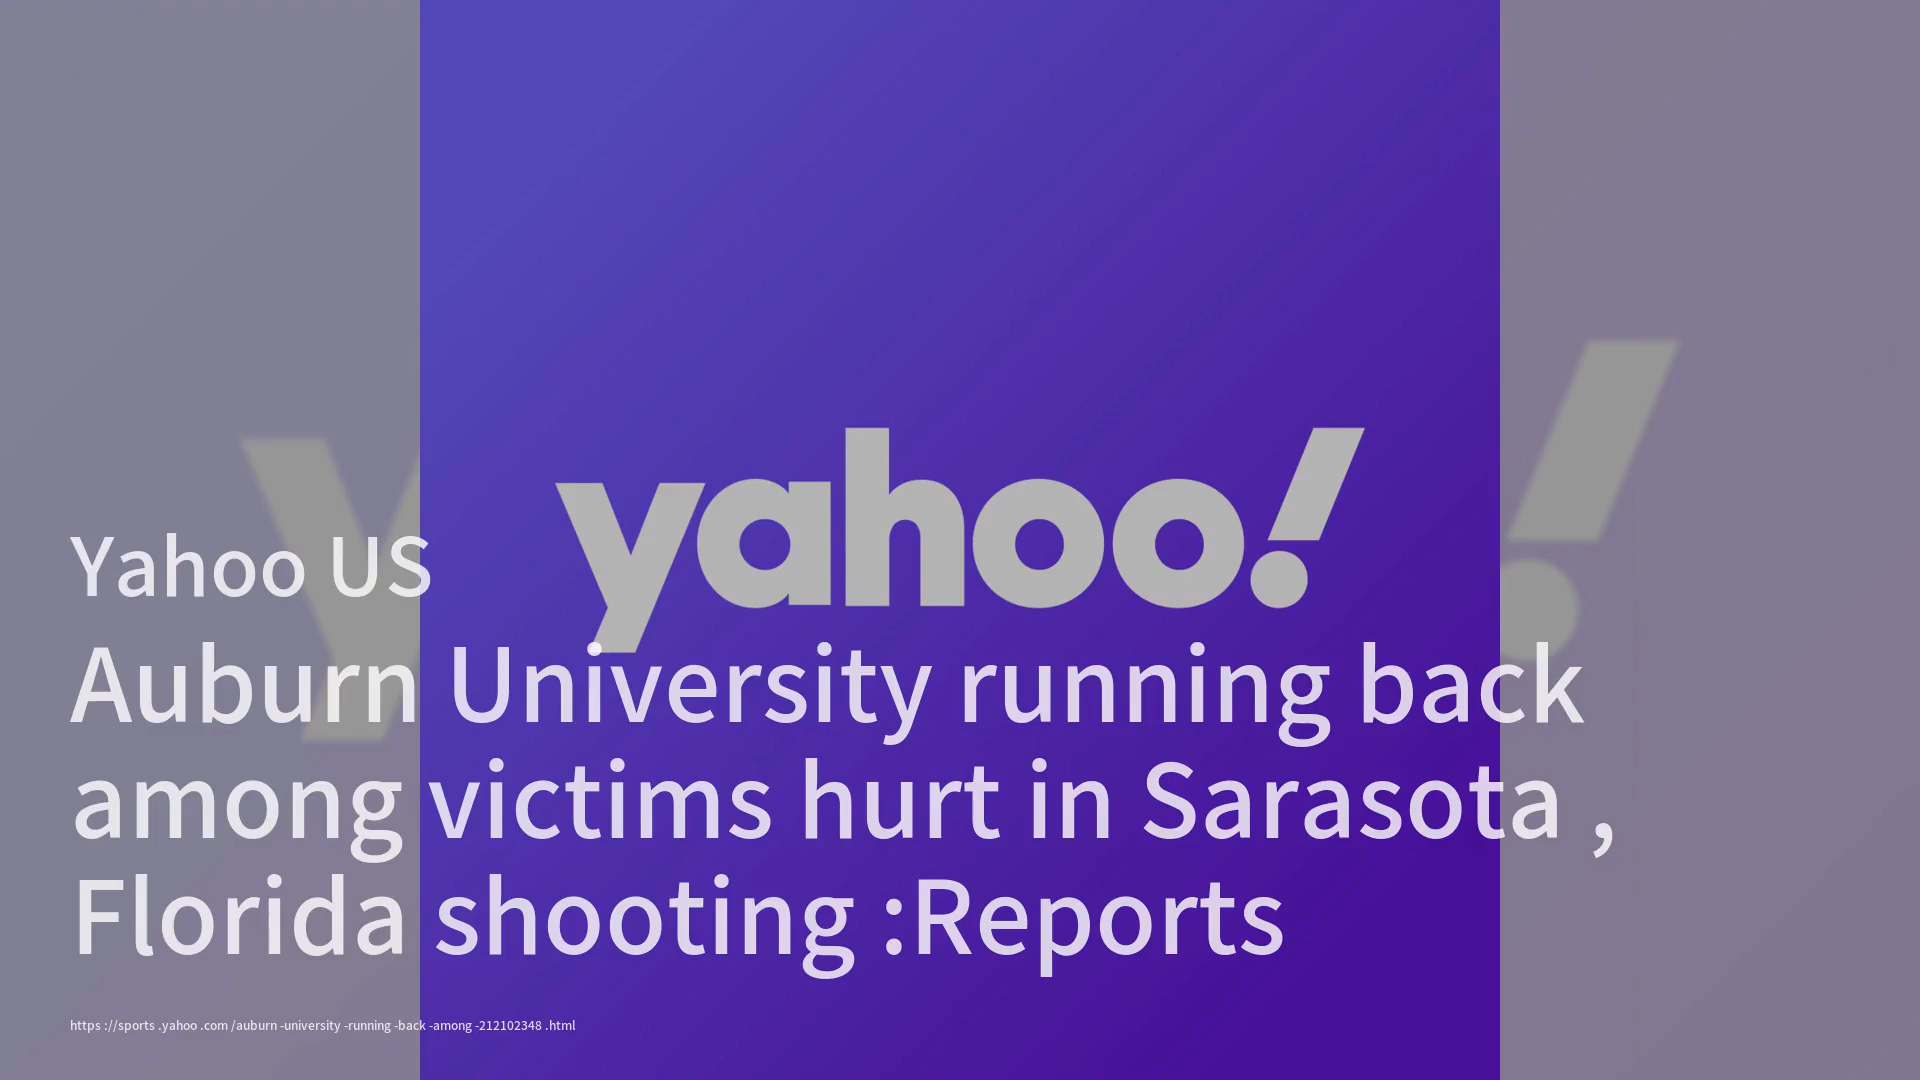 yahoo!
Yahoo US
Auburn University running back
among victims hurt in Sarasota ,
Florida shooting :Reports
https ://sports .yahoo .com /auburn -university -running -back -among -212102348 .html